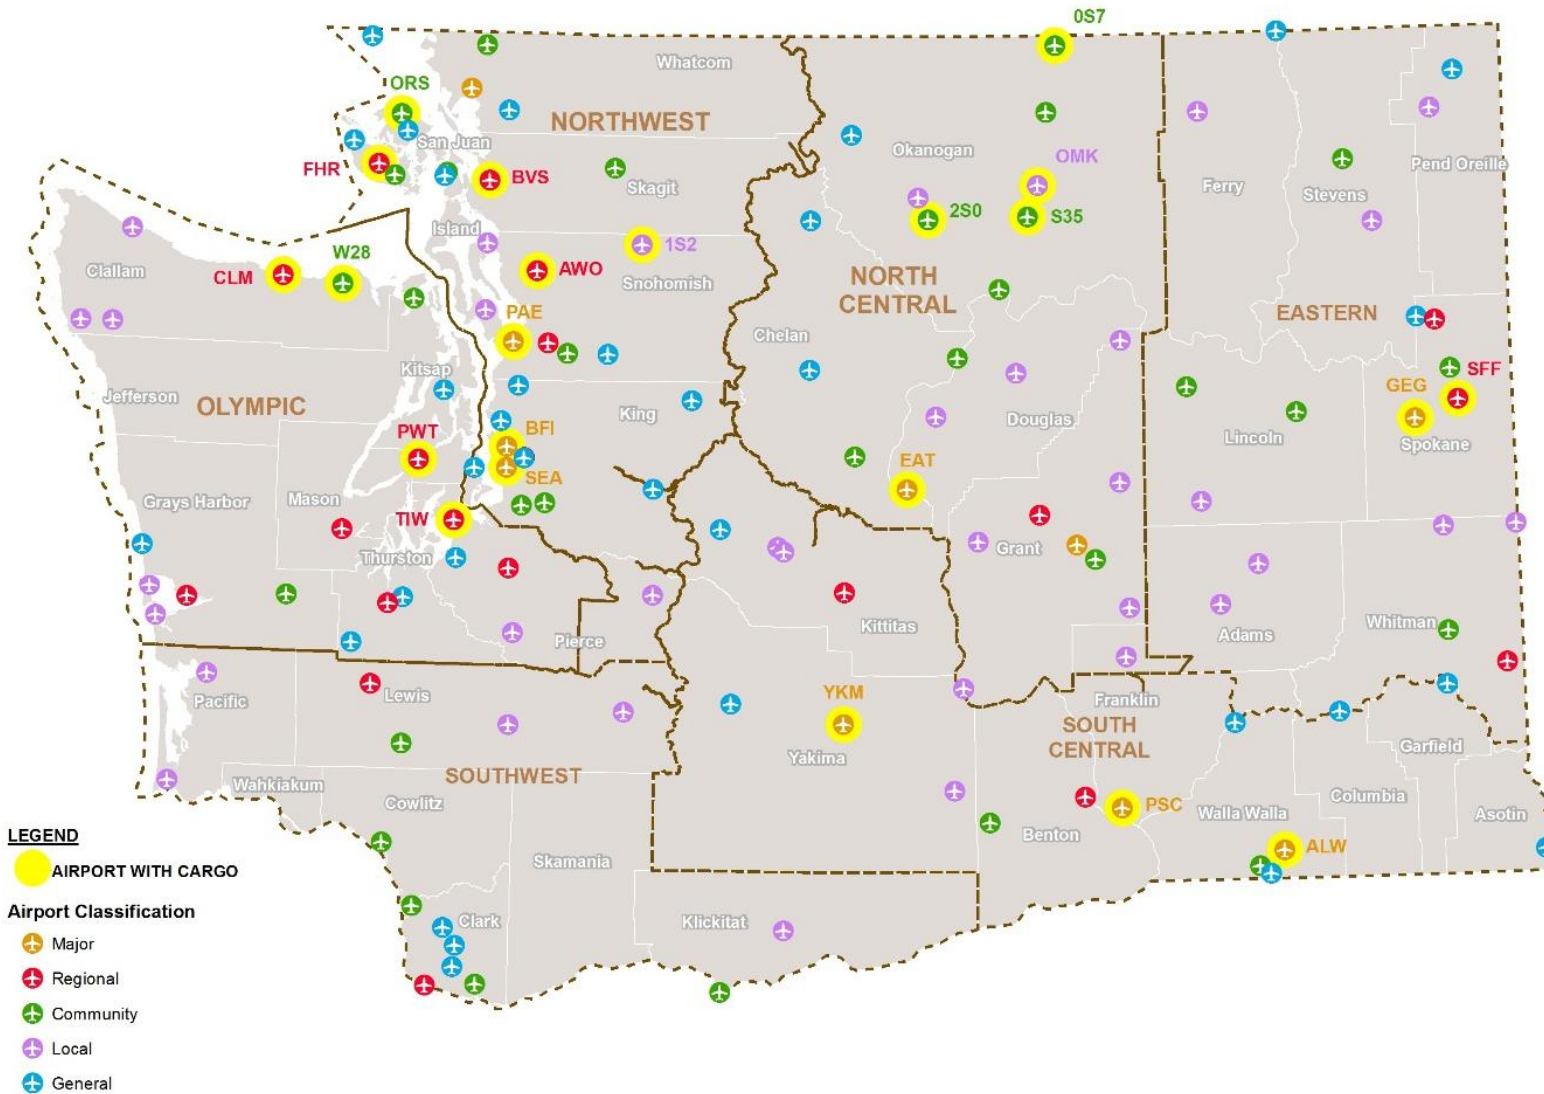 0S7
Whatcom
ORS
NORTHWEST
San Juan
Okanogan
OMK
Pend Oreille
FHR
BVS
Skagit
Ferry
Stevens
2S0
S35
Island
1S2
W28
Clallam
CLM
AWO
Snohomish
NORTH
CENTRAL
PAE
EASTERN
Chelan
Kitsap
Jefferson
OLYMPIC
King
Douglas
GEG
SFF
PWT
BFI
Lincoln
Spokane
EAT
SEA
Grays Harbor
Mason
TIW
Thurston
Grant
Pierce
Kittitas
Adams
Whitman
Pacific
Lewis
YKM
Franklin
SOUTH
CENTRAL
Yakima
Garfield
SOUTHWEST
Wahkiakum
Cowlitz
PSC
Walla Walla
Columbia
Asotin
Benton
ALW
Skamania
Clark
Klickitat
LEGEND
AIRPORT WITH CARGO
Airport Classification
Major
Regional
Community
Local
General